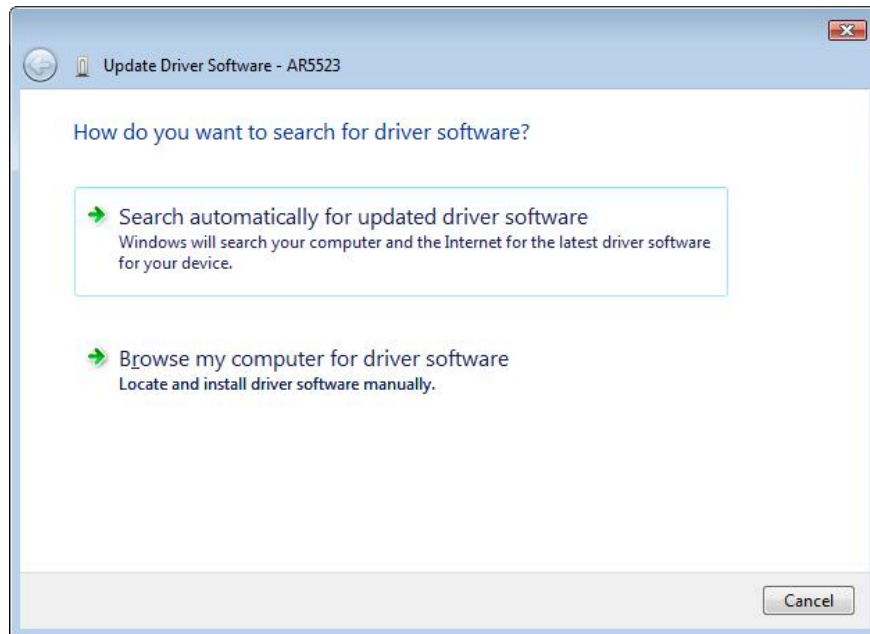 Update Driver Software - AR5523
How do you want to search for driver software?
Search automatically for updated driver software
Windows will search your computer and the Internet for the latest driver software
for your device.
Browse my computer for driver software
Locate and install driver software manually.
Cancel